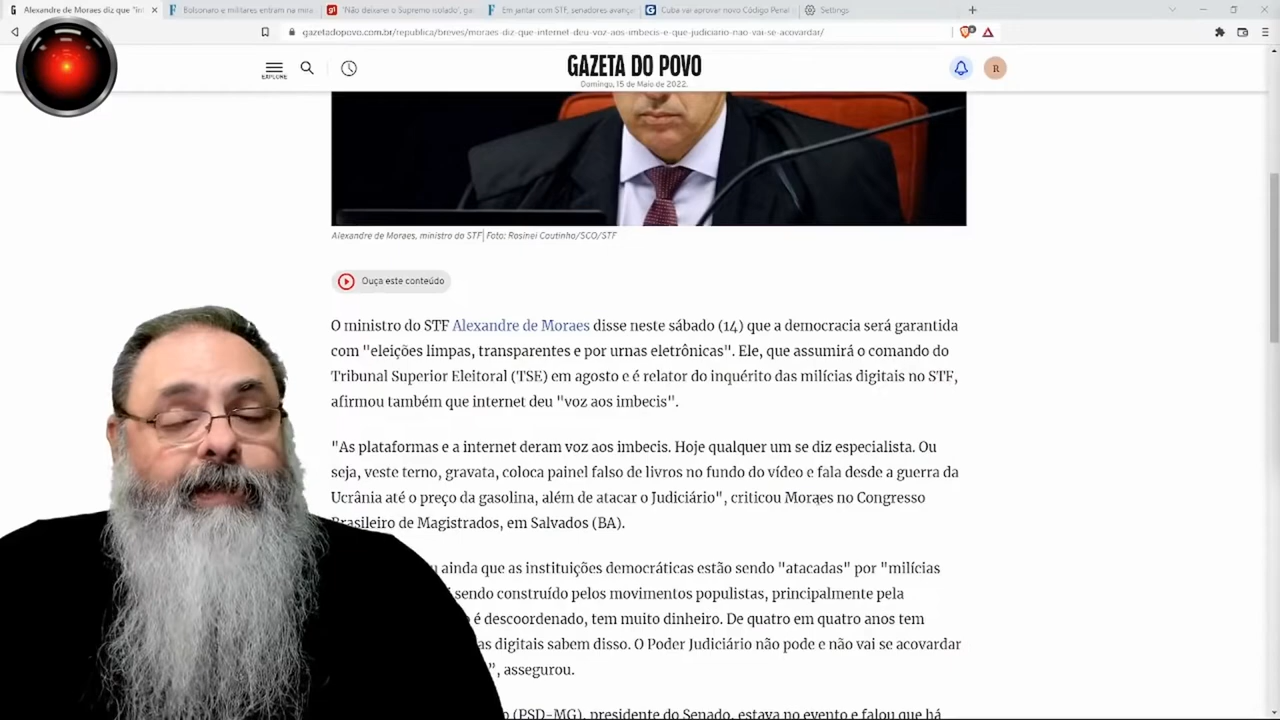 Alexandre de Moraes diz que "in
Bolsonaro e militares entram na mira
'Não deixarei o Supremo isolado', ga
Em jantar com STF, senadores avança
Cuba vai aprovar novo Código Penal
Settings
gazetadopovo.com.br/republica/breves/moraes-diz-que-internet-deu-voz-aos-imbecis-e-que-judiciario-nao-vai-se-acovardar/
EXPLORE
GAZETA DO POVO
R
Domingo, 15 de Maio de 2022.
Alexandre de Moraes, ministro do STF| Foto: Rosinei Coutinho/SCO/STF
Ouça este conteúdo
O ministro do STF Alexandre de Moraes disse neste sábado (14) que a democracia será garantida
com "eleições limpas, transparentes e por urnas eletrônicas". Ele, que assumirá o comando do
Tribunal Superior Eleitoral (TSE) em agosto e é relator do inquérito das milícias digitais no STF,
afirmou também que internet deu "voz aos imbecis".
"As plataformas e a internet deram voz aos imbecis. Hoje qualquer um se diz especialista. Ou
seja, veste terno, gravata, coloca painel falso de livros no fundo do vídeo e fala desde a guerra da
Ucrânia até o preço da gasolina, além de atacar o Judiciário", criticou Moraes no Congresso
Brasileiro de Magistrados, em Salvados (BA).
ainda que as instituições democráticas estão sendo "atacadas" por "milícias
sendo construído pelos movimentos populistas, principalmente pela
é descoordenado, tem muito dinheiro. De quatro em quatro anos tem
digitais sabem disso. O Poder Judiciário não pode e não vai se acovardar
", assegurou.
(PSD-MG), presidente do Senado, estava no evento e falou que há